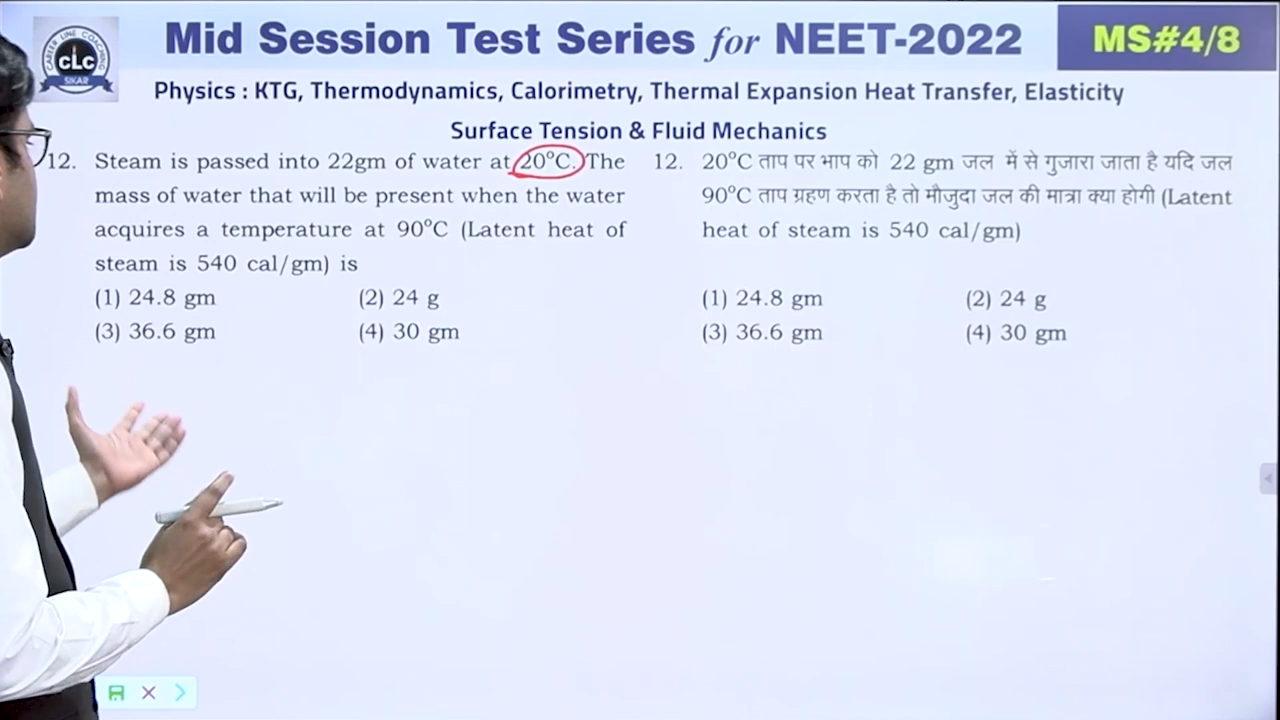 Mid Session Test Series for NEET-2022
MS#4/8
CAREER LINE COACHING
CLC
SIKAR
Physics : KTG, Thermodynamics, Calorimetry, Thermal Expansion Heat Transfer, Elasticity
Surface Tension & Fluid Mechanics
12. Steam is passed into 22gm of water at 20°C. The
mass of water that will be present when the water
acquires a temperature at 90°C (Latent heat of
steam is 540 cal/gm) is
(1) 24.8 gm (2) 24 g
(3) 36.6 gm (4) 30 gm
12. 20°C ताप पर भाप को 22 gm जल में से गुजारा जाता है यदि जल
90°C ताप ग्रहण करता है तो मौजुदा जल की मात्रा क्या होगी (Latent
heat of steam is 540 cal/gm)
(1) 24.8 gm (2) 24 g
(3) 36.6 gm (4) 30 gm